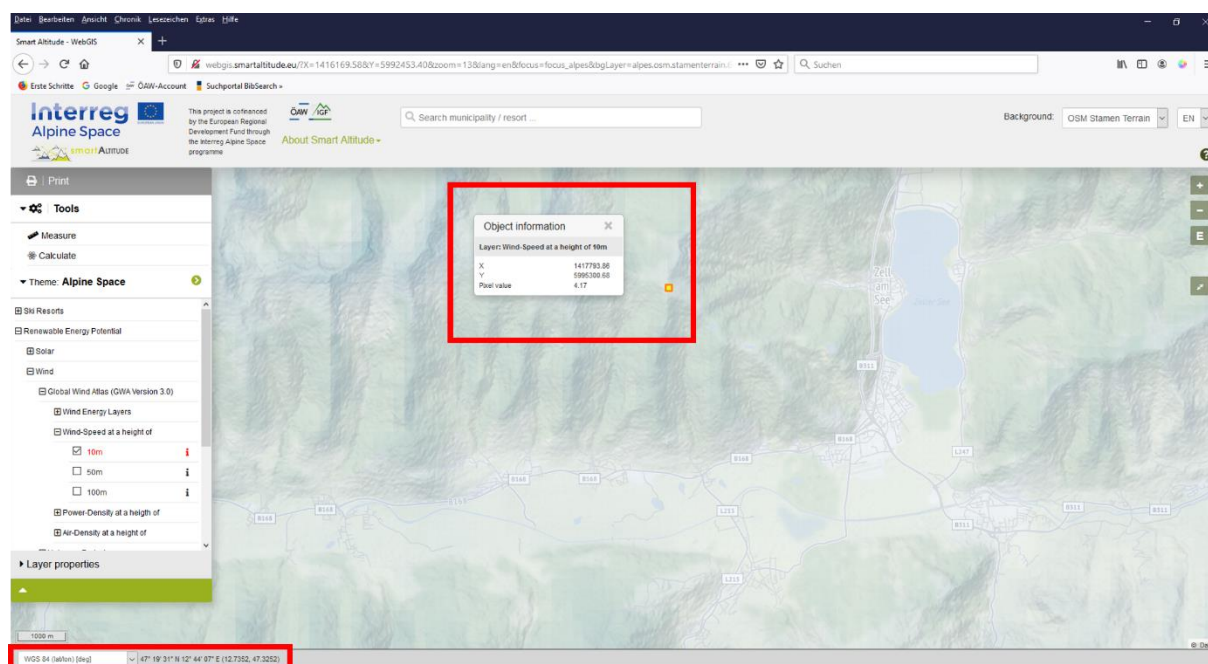 Datei Bearbeiten Ansicht Chronik Lesezeichen Extras Hilfe
Smart Altitude - WebGIS
webgis.smartaltitude.eu/?X=1416169.58&Y=5992453.40&zoom=13&lang=en&focus=focus_alpes&bgLayer=alpes.osm.stamenterrain.
Suchen
Erste Schritte Google ÖAW-Account Suchportal BibSearch »
Interreg
Alpine Space
smartALTITUDE
This project is cofinanced
by the European Regional
Development Fund through
the Interreg Alpine Space
programme
ÖAW IGF
About Smart Altitude
Search municipality / resort ...
Background: OSM Stamen Terrain EN
Print
Tools
Measure
Calculate
Theme: Alpine Space
Ski Resorts
Renewable Energy Potential
Solar
Wind
Global Wind Atlas (GWA Version 3.0)
Wind Energy Layers
Wind-Speed at a height of
10m i
50m i
100m i
Power-Density at a heigth of
Air-Density at a height of
Layer properties
Object information
Layer: Wind-Speed at a height of 10m
X 1417793.86
Y 5995300.68
Pixel value 4.17
E
Zell
am
See
B311
B168
L247
B168
B168
B168
B168
B168
B168
L215
B311
B311
B311
L215
1000 m
WGS 84 (lat/lon) [deg] 47° 19' 31" N 12° 44' 07" E (12.7352, 47.3252)